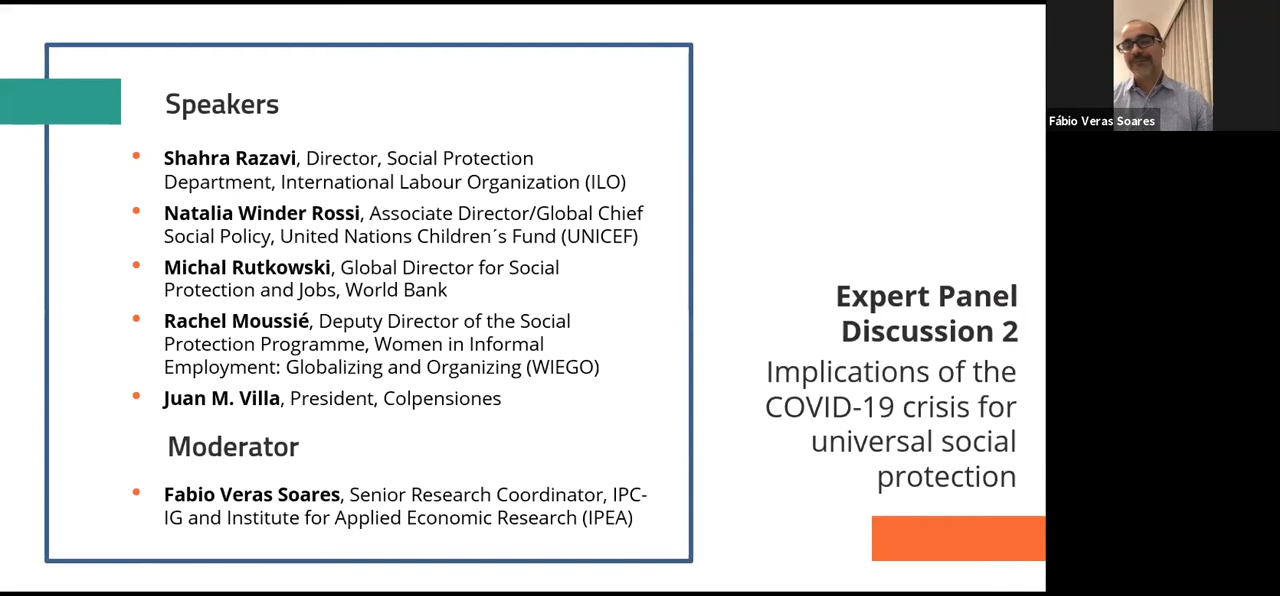 Speakers
Shahra Razavi, Director, Social Protection
Department, International Labour Organization (ILO)
Natalia Winder Rossi, Associate Director/Global Chief
Social Policy, United Nations Children´s Fund (UNICEF)
Michal Rutkowski, Global Director for Social
Protection and Jobs, World Bank
Rachel Moussié, Deputy Director of the Social
Protection Programme, Women in Informal
Employment: Globalizing and Organizing (WIEGO)
Juan M. Villa, President, Colpensiones
Moderator
Fabio Veras Soares, Senior Research Coordinator, IPC-
IG and Institute for Applied Economic Research (IPEA)
Expert Panel
Discussion 2
Implications of the
COVID-19 crisis for
universal social
protection
Fábio Veras Soares